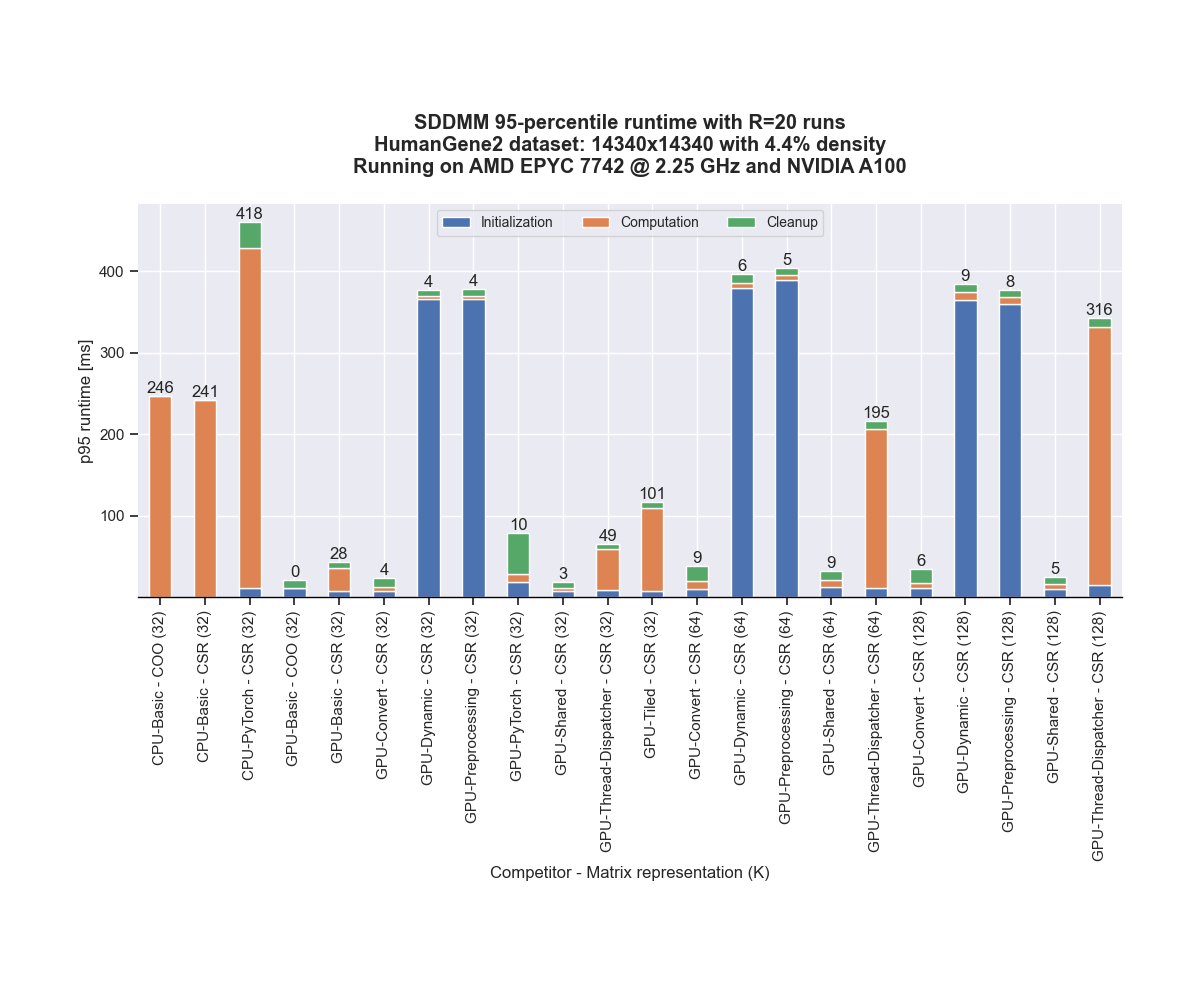 SDDMM 95-percentile runtime with R=20 runs
HumanGene2 dataset: 14340x14340 with 4.4% density
Running on AMD EPYC 7742 @ 2.25 GHz and NVIDIA A100
Initialization
Computation
Cleanup
p95 runtime [ms]
400
300
200
100
246
241
418
0
28
4
4
4
10
3
49
101
9
6
5
9
195
6
9
8
5
316
CPU-Basic - COO (32)
CPU-Basic - CSR (32)
CPU-PyTorch - CSR (32)
GPU-Basic - COO (32)
GPU-Basic - CSR (32)
GPU-Convert - CSR (32)
GPU-Dynamic - CSR (32)
GPU-Preprocessing - CSR (32)
GPU-PyTorch - CSR (32)
GPU-Shared - CSR (32)
GPU-Thread-Dispatcher - CSR (32)
GPU-Tiled - CSR (32)
GPU-Convert - CSR (64)
GPU-Dynamic - CSR (64)
GPU-Preprocessing - CSR (64)
GPU-Shared - CSR (64)
GPU-Thread-Dispatcher - CSR (64)
GPU-Convert - CSR (128)
GPU-Dynamic - CSR (128)
GPU-Preprocessing - CSR (128)
GPU-Shared - CSR (128)
GPU-Thread-Dispatcher - CSR (128)
Competitor - Matrix representation (K)